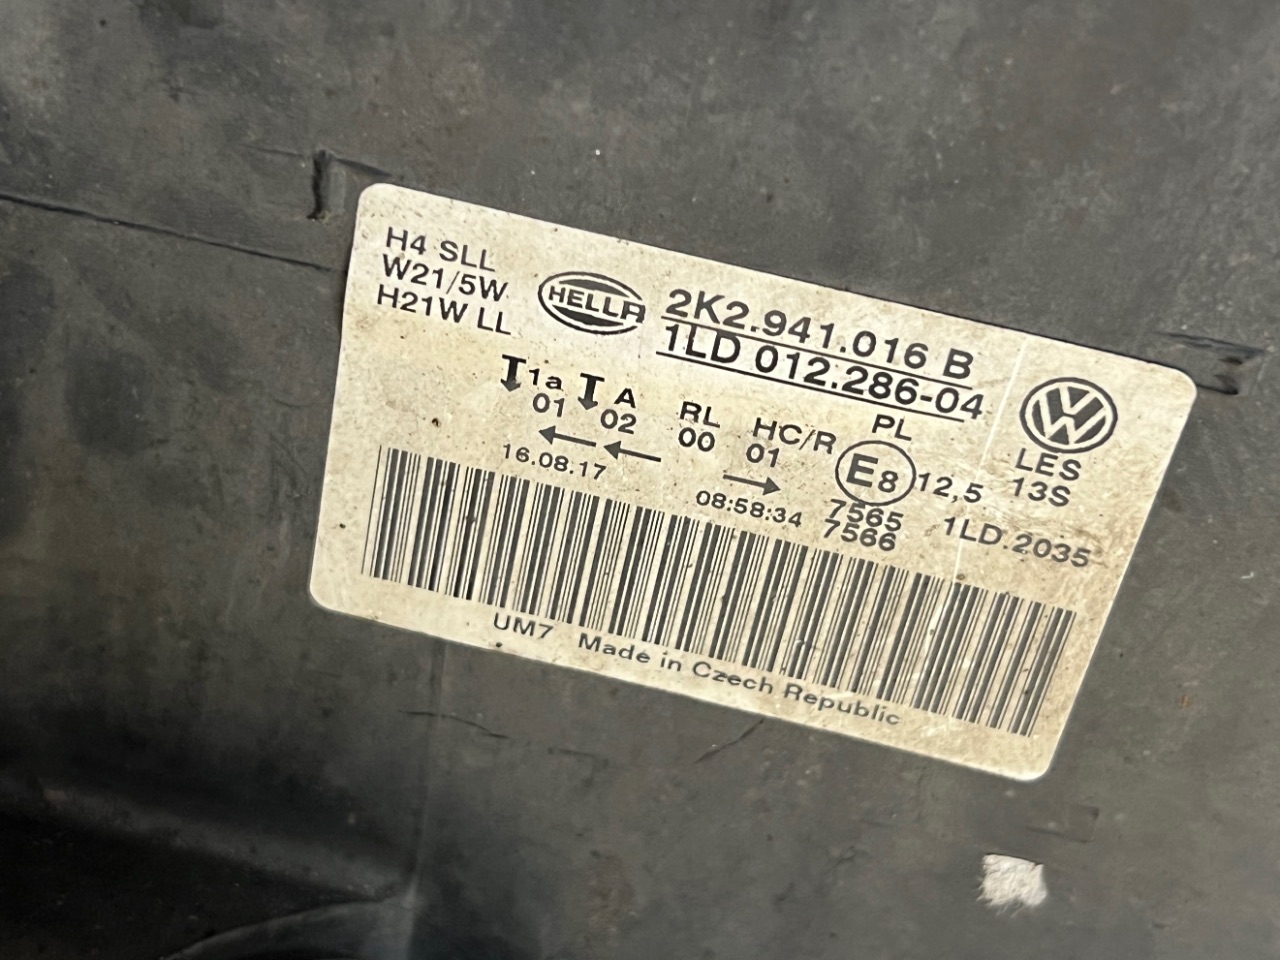 H4 SLL
W21/5W
H21W LL
HELLA
2K2.941.016 B
1LD 012.286-04
1a A RL HC/R PL
01 02 00 01 E8 12,5
LES
13S
16.08.17
08:58:34
7565
7566
1LD.2035
UM7 Made in Czech Republic